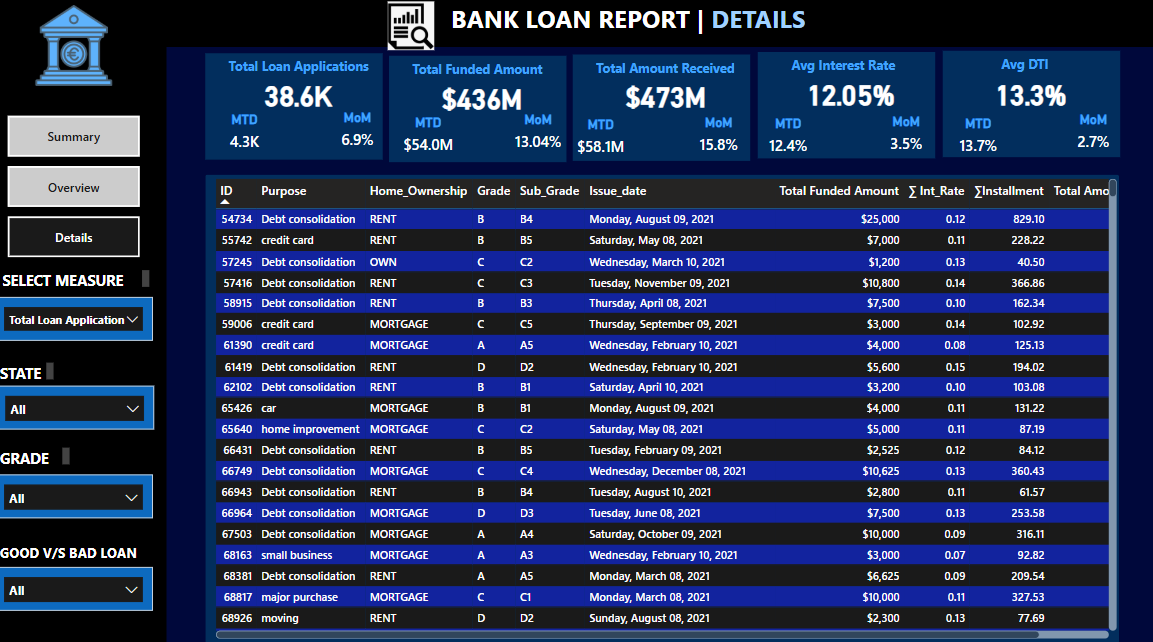 BANK LOAN REPORT | DETAILS
Total Loan Applications
38.6K
MTD MoM
4.3K 6.9%
Total Funded Amount
$436M
MTD MoM
$54.0M 13.04%
Total Amount Received
$473M
MTD MoM
$58.1M 15.8%
Avg Interest Rate
12.05%
MTD MoM
12.4% 3.5%
Avg DTI
13.3%
MTD MoM
13.7% 2.7%
Summary
Overview
Details
SELECT MEASURE
Total Loan Application
STATE
All
GRADE
All
GOOD V/S BAD LOAN
All
ID Purpose Home_Ownership Grade Sub_Grade Issue_date Total Funded Amount ∑ Int_Rate ∑Installment Total Amo
54734 Debt consolidation RENT B B4 Monday, August 09, 2021 $25,000 0.12 829.10
55742 credit card RENT B B5 Saturday, May 08, 2021 $7,000 0.11 228.22
57245 Debt consolidation OWN C C2 Wednesday, March 10, 2021 $1,200 0.13 40.50
57416 Debt consolidation RENT C C3 Tuesday, November 09, 2021 $10,800 0.14 366.86
58915 Debt consolidation RENT B B3 Thursday, April 08, 2021 $7,500 0.10 162.34
59006 credit card MORTGAGE C C5 Thursday, September 09, 2021 $3,000 0.14 102.92
61390 credit card MORTGAGE A A5 Wednesday, February 10, 2021 $4,000 0.08 125.13
61419 Debt consolidation RENT D D2 Wednesday, February 10, 2021 $5,600 0.15 194.02
62102 Debt consolidation RENT B B1 Saturday, April 10, 2021 $3,200 0.10 103.08
65426 car MORTGAGE B B1 Monday, August 09, 2021 $4,000 0.11 131.22
65640 home improvement MORTGAGE C C2 Saturday, May 08, 2021 $5,000 0.11 87.19
66431 Debt consolidation RENT B B5 Tuesday, February 09, 2021 $2,525 0.12 84.12
66749 Debt consolidation MORTGAGE C C4 Wednesday, December 08, 2021 $10,625 0.13 360.43
66943 Debt consolidation RENT B B4 Tuesday, August 10, 2021 $2,800 0.11 61.57
66964 Debt consolidation MORTGAGE D D3 Tuesday, June 08, 2021 $7,500 0.13 253.58
67503 Debt consolidation MORTGAGE A A4 Saturday, October 09, 2021 $10,000 0.09 316.11
68163 small business MORTGAGE A A3 Wednesday, February 10, 2021 $3,000 0.07 92.82
68381 Debt consolidation RENT A A5 Monday, March 08, 2021 $6,625 0.09 209.54
68817 major purchase MORTGAGE C C1 Monday, March 08, 2021 $10,000 0.11 327.53
68926 moving RENT D D2 Sunday, August 08, 2021 $2,300 0.13 77.69